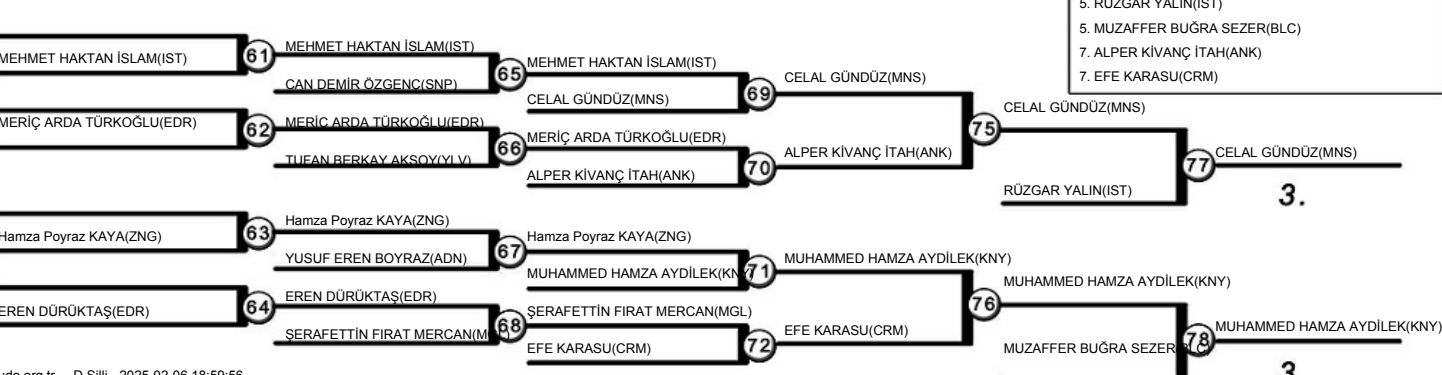 5. RÜZGAR YALIN(İST)
5. MUZAFFER BUĞRA SEZER(BLC)
7. ALPER KİVANÇ İTAH(ANK)
7. EFE KARASU(CRM)
MEHMET HAKTAN İSLAM(IST)
61
MEHMET HAKTAN İSLAM(IST)
CAN DEMİR ÖZGENÇ(SNP)
65
MEHMET HAKTAN İSLAM(IST)
CELAL GÜNDÜZ(MNS)
69
CELAL GÜNDÜZ(MNS)
MERİÇ ARDA TÜRKOĞLU(EDR)
62
MERİÇ ARDA TÜRKOĞLU(EDR)
TUFAN BERKAY AKSOY(YLV)
66
MERİÇ ARDA TÜRKOĞLU(EDR)
ALPER KİVANÇ İTAH(ANK)
70
ALPER KİVANÇ İTAH(ANK)
75
CELAL GÜNDÜZ(MNS)
RÜZGAR YALIN(IST)
77
CELAL GÜNDÜZ(MNS)
3.
Hamza Poyraz KAYA(ZNG)
63
Hamza Poyraz KAYA(ZNG)
YUSUF EREN BOYRAZ(ADN)
67
Hamza Poyraz KAYA(ZNG)
MUHAMMED HAMZA AYDİLEK(KNY)
71
MUHAMMED HAMZA AYDİLEK(KNY)
EREN DÜRÜKTAŞ(EDR)
64
EREN DÜRÜKTAŞ(EDR)
ŞERAFETTİN FIRAT MERCAN(MGL)
68
ŞERAFETTİN FIRAT MERCAN(MGL)
EFE KARASU(CRM)
72
EFE KARASU(CRM)
76
MUHAMMED HAMZA AYDİLEK(KNY)
MUZAFFER BUĞRA SEZER(BLC)
78
MUHAMMED HAMZA AYDİLEK(KNY)
3.
udo.org.tr D.Silli 2025-02-06 18:59:56